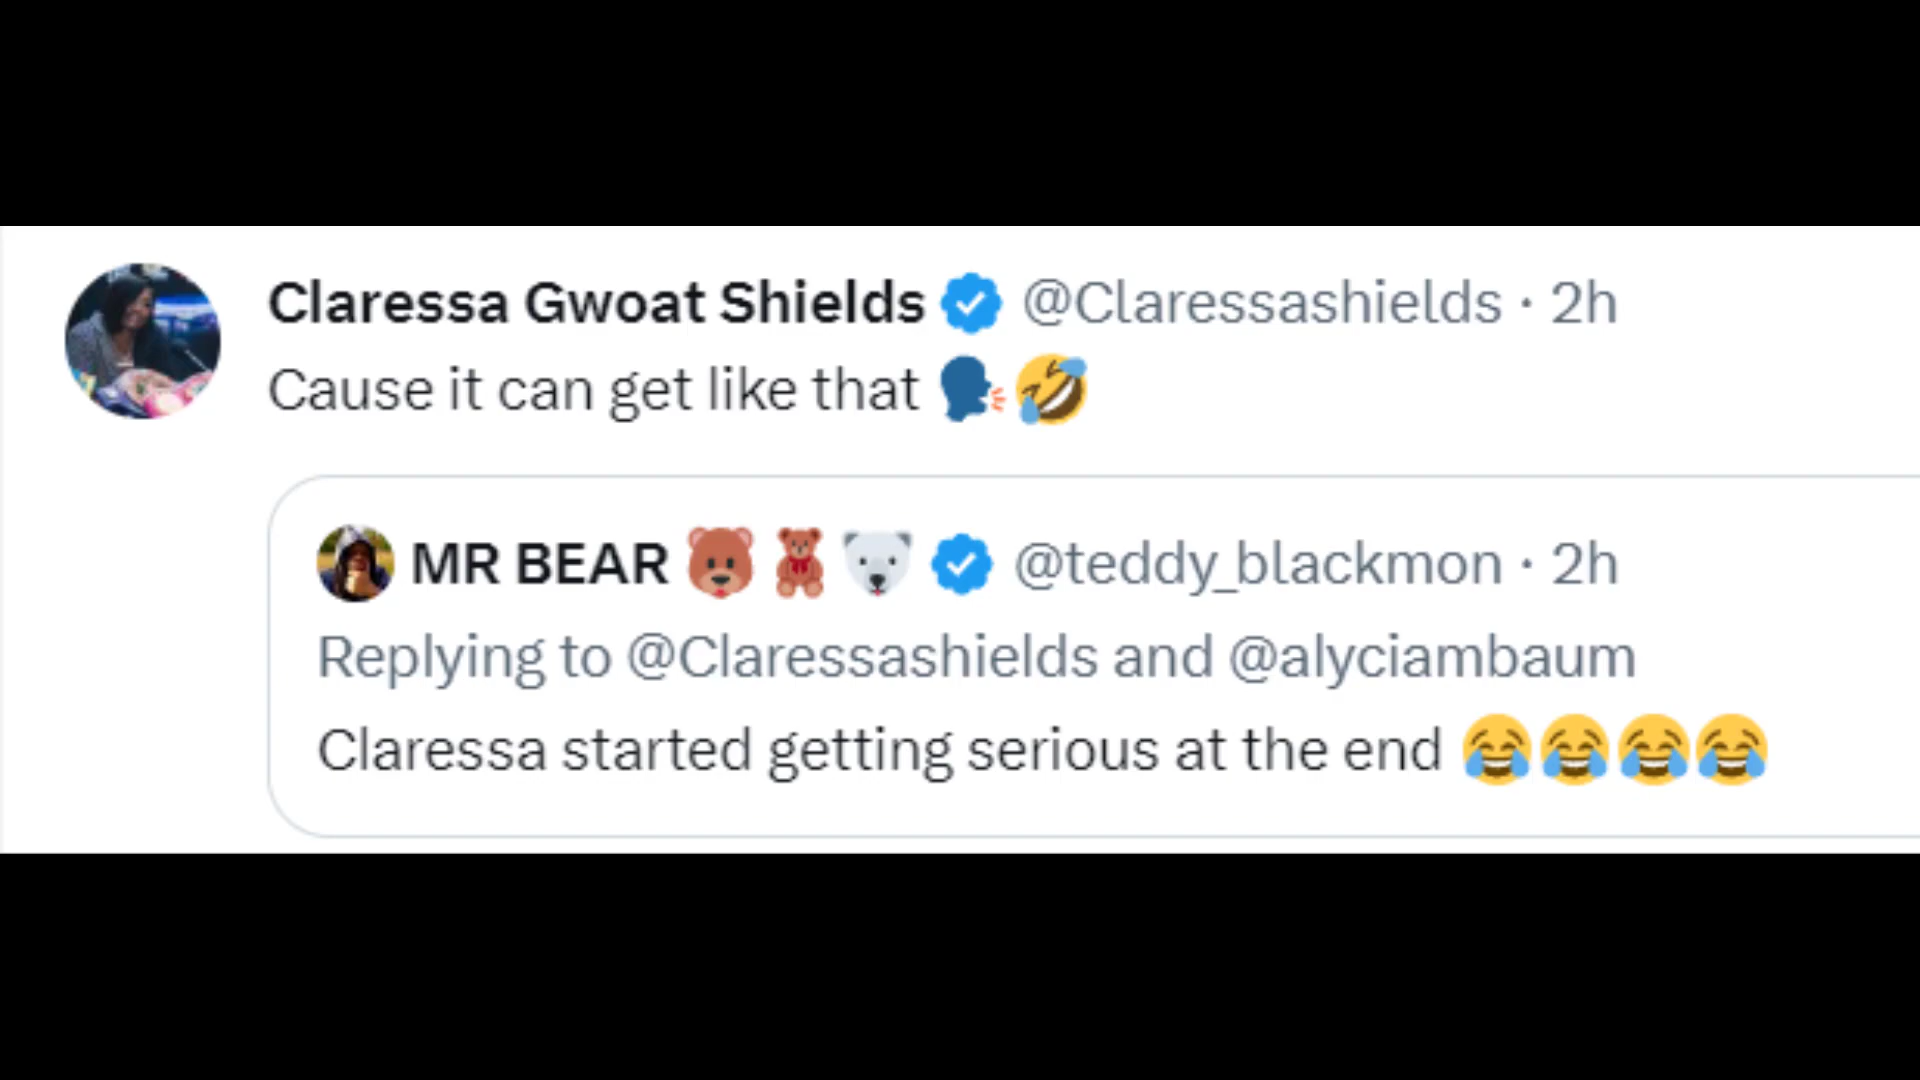 Claressa Gwoat Shields @Claressashields · 2h
Cause it can get like that 🗣️🤣
MR BEAR 🐻🧸🐻‍❄️ @teddy_blackmon · 2h
Replying to @Claressashields and @alyciambaum
Claressa started getting serious at the end 😂😂😂😂